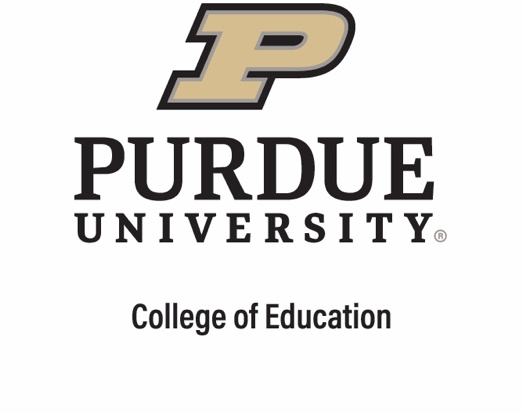 P
PURDUE
UNIVERSITY®
College of Education